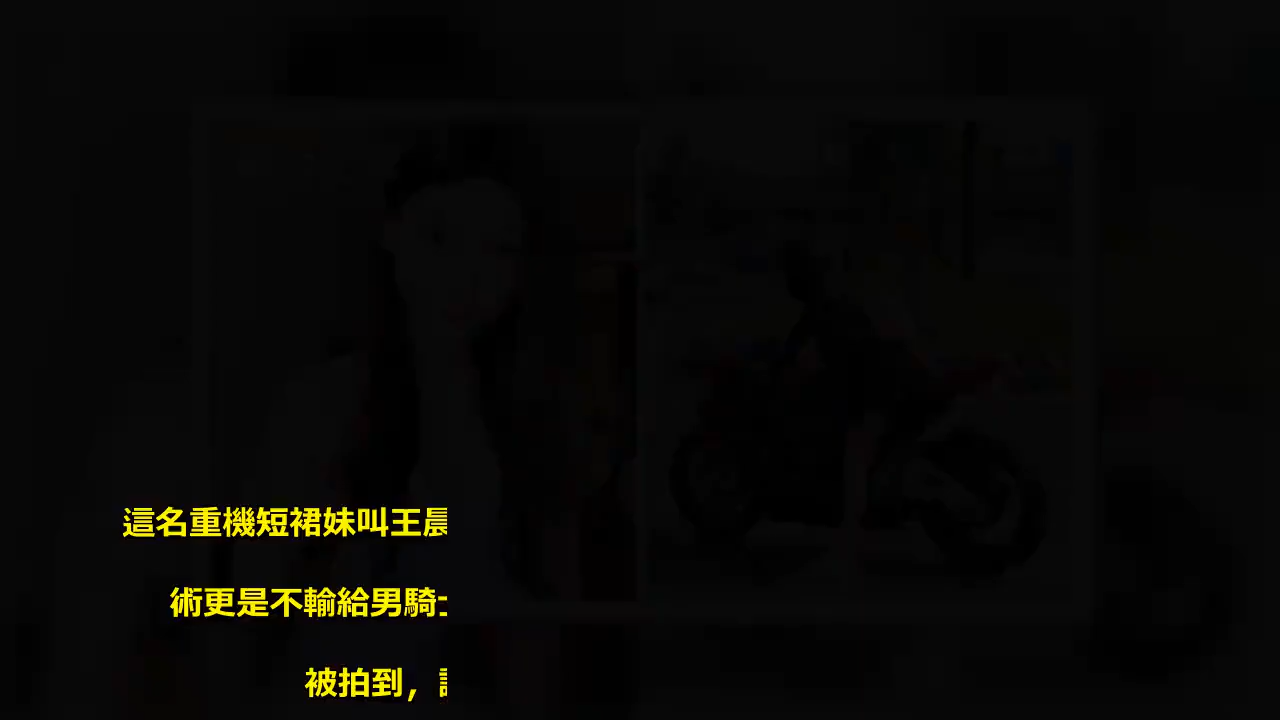 這名重機短裙妹叫王晨
術更是不輸給男騎士
被拍到，